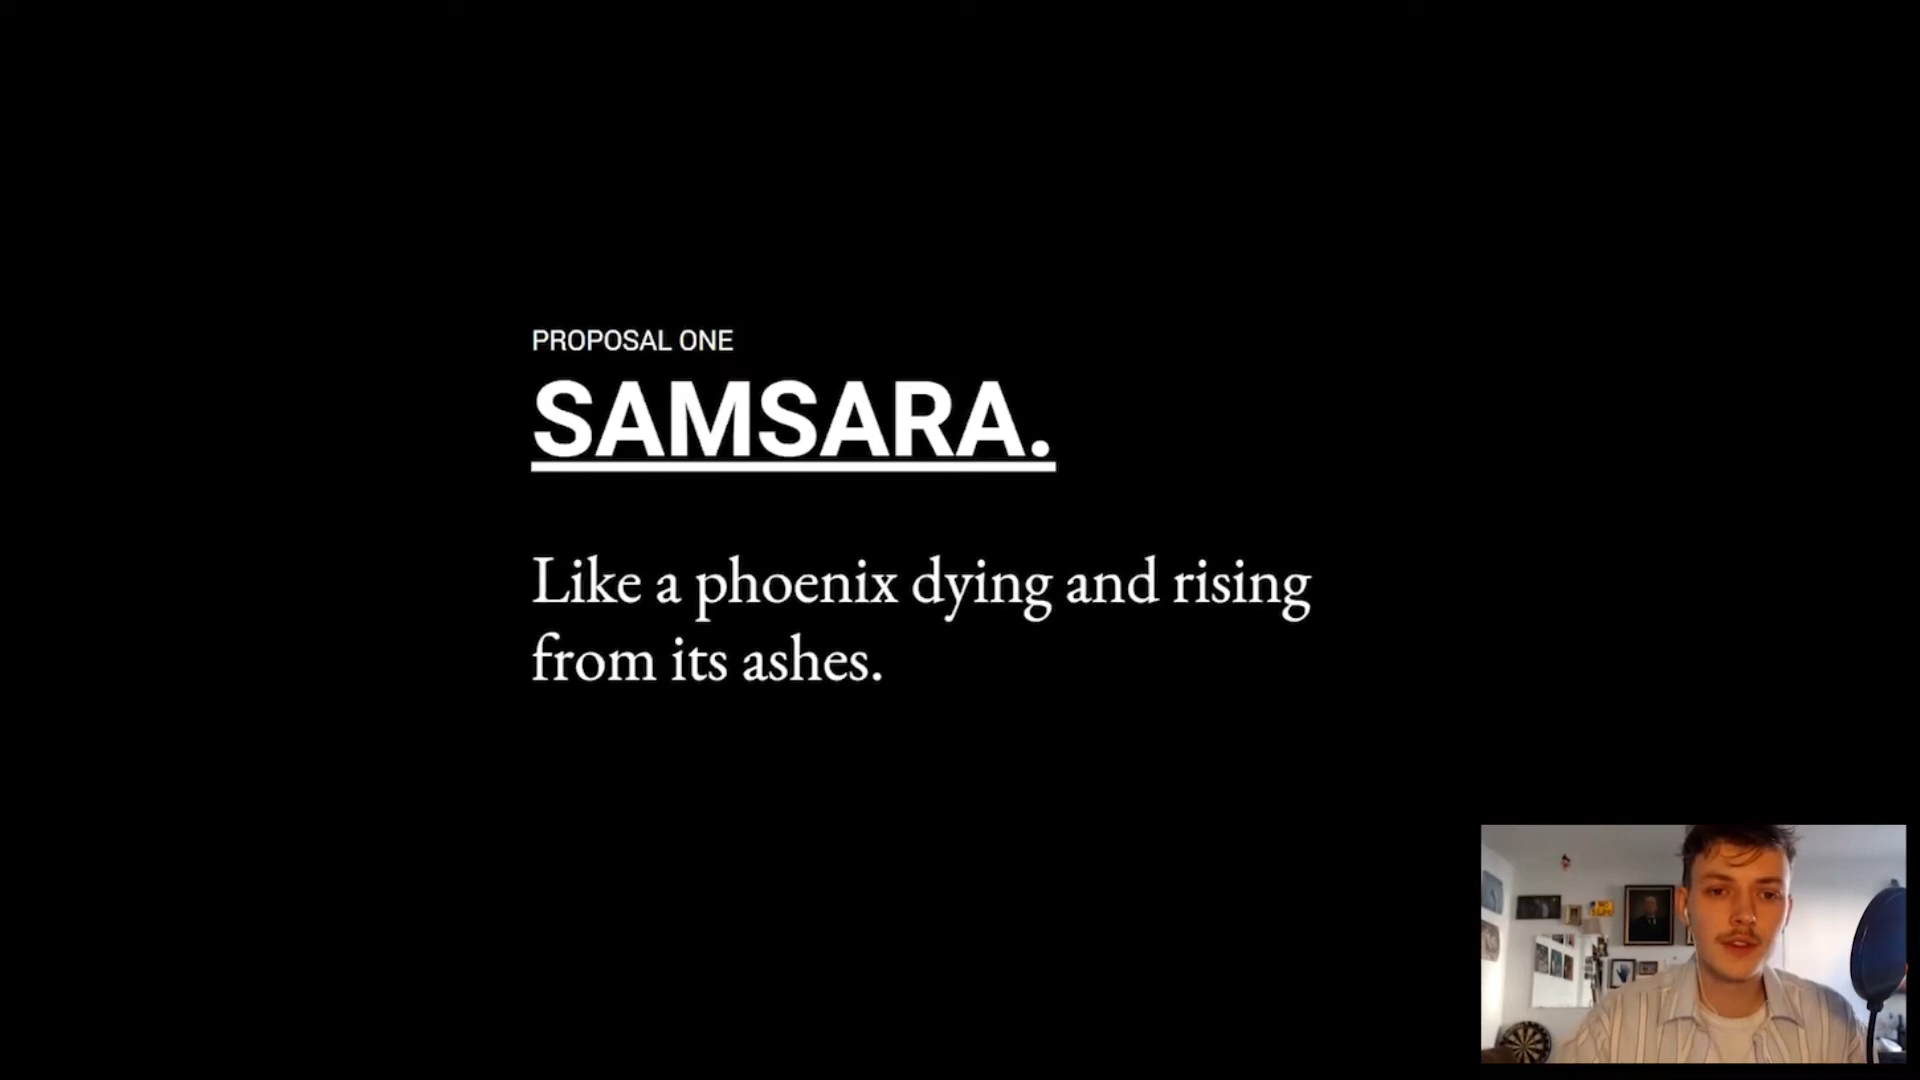 PROPOSAL ONE
SAMSARA.
Like a phoenix dying and rising
from its ashes.